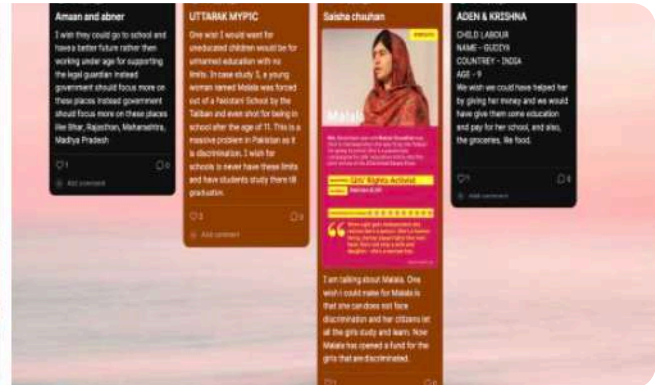 Amaan and abner
I wish they could go to school and
have a better future rather then
working under age for supporting
the legal guardian instead
government should focus more on
these places instead government
should focus more on these places
like Bhar, Rajasthan, Maharashtra,
Madhya Pradesh
1
0
Add comment
UTTARAK MYP1C
One wish I would want for
uneducated children would be for
unharmed education with no
limits. In case study 3, a young
woman named Malala was forced
out of a Pakistani School by the
Taliban and even shot for being in
school after the age of 11. This is a
massive problem in Pakistan as it
is discrimination, I wish for
schools is never have these limits
and have students study there till
graduation.
0
Add comment
Saisha chauhan
Malala
Girls' Rights Activist
I am talking about Malala. One
wish I could make for Malala is
that she can does not face
discrimination and her citizens let
all the girls study and learn. Now
Malala has opened a fund for the
girls that are discriminated.
ADEN & KRISHNA
CHILD LABOUR
NAME - GUDIYA
COUNTREY - INDIA
AGE - 9
We wish we could have helped her
by giving her money and we would
have give them some education
and pay for her school, and also,
the groceries, like food.
1
0
Add comment